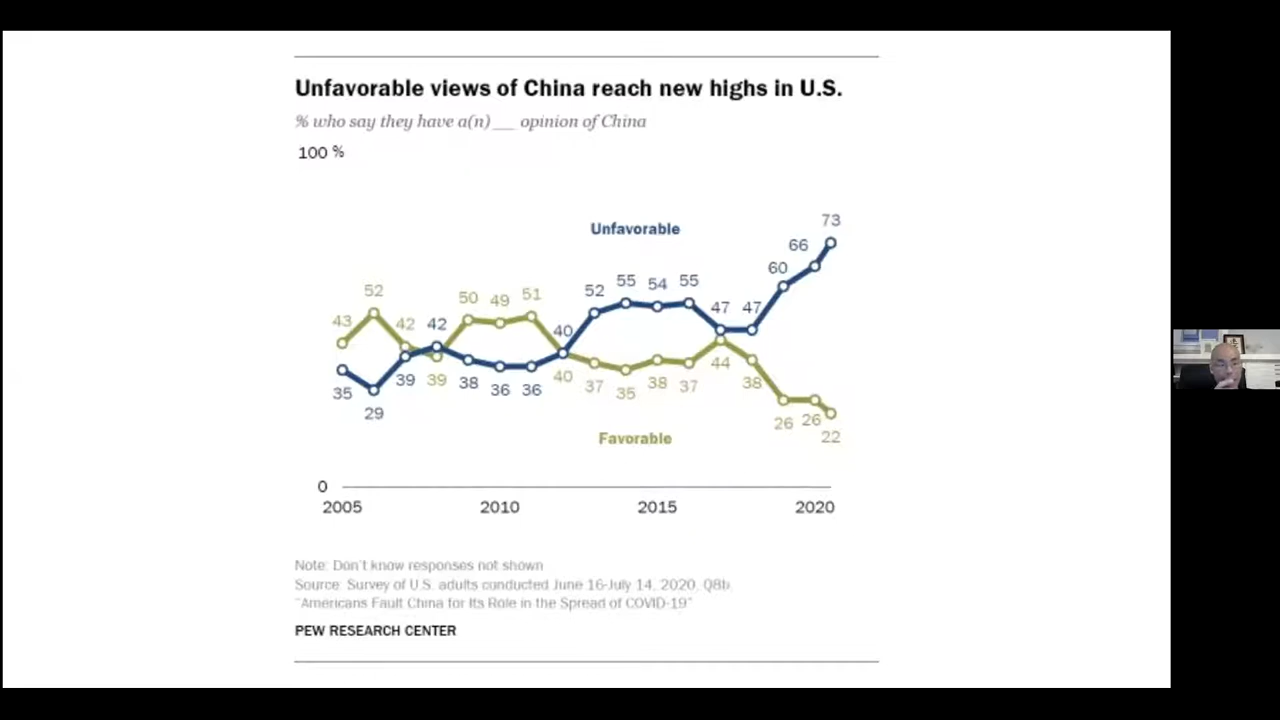 Unfavorable views of China reach new highs in U.S.
% who say they have a(n) __ opinion of China
100 %
Unfavorable
73
66
60
52 55 54 55 47 47
43 52 42 42 50 49 51 40
35 29 39 39 38 36 36 40 37 35 38 37 44 38 26 26 22
Favorable
0
2005 2010 2015 2020
Note: Don't know responses not shown
Source: Survey of U.S. adults conducted June 16-July 14, 2020. Q8b.
"Americans Fault China for Its Role in the Spread of COVID-19"
PEW RESEARCH CENTER